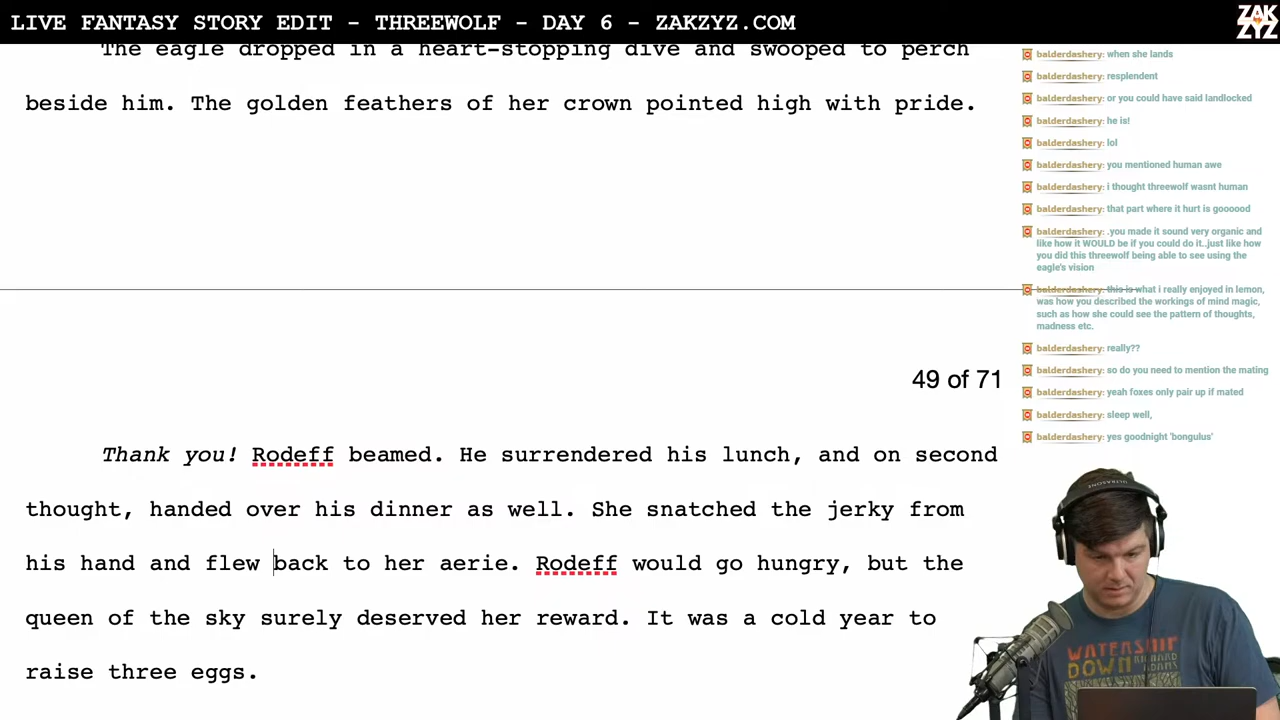 LIVE FANTASY STORY EDIT - THREEWOLF - DAY 6 - ZAKZYZ.COM
ZAK
ZYZ
The eagle dropped in a heart-stopping dive and swooped to perch
beside him. The golden feathers of her crown pointed high with pride.
49 of 71
Thank you! Rodeff beamed. He surrendered his lunch, and on second
thought, handed over his dinner as well. She snatched the jerky from
his hand and flew back to her aerie. Rodeff would go hungry, but the
queen of the sky surely deserved her reward. It was a cold year to
raise three eggs.
balderdashery: when she lands
balderdashery: resplendent
balderdashery: or you could have said landlocked
balderdashery: he is!
balderdashery: lol
balderdashery: you mentioned human awe
balderdashery: i thought threewolf wasnt human
balderdashery: that part where it hurt is goooood
balderdashery: .you made it sound very organic and
like how it WOULD be if you could do it..just like how
you did this threewolf being able to see using the
eagle's vision
balderdashery: this is what i really enjoyed in lemon,
was how you described the workings of mind magic,
such as how she could see the pattern of thoughts,
madness etc.
balderdashery: really??
balderdashery: so do you need to mention the mating
balderdashery: yeah foxes only pair up if mated
balderdashery: sleep well,
balderdashery: yes goodnight 'bongulus'
ULTRASONE
WATERSHIP
DOWN RICHARD
ADAMS